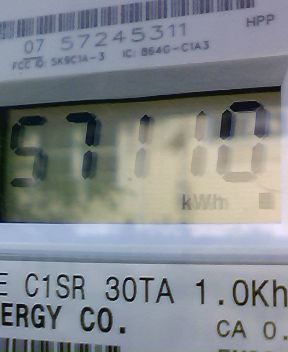 HPP
07 57245311
FCC ID: SK9C1A-3 IC: 864G-C1A3
57110
kWh
E C1SR 30TA 1.0Kh
ERGY CO.
CA 0.